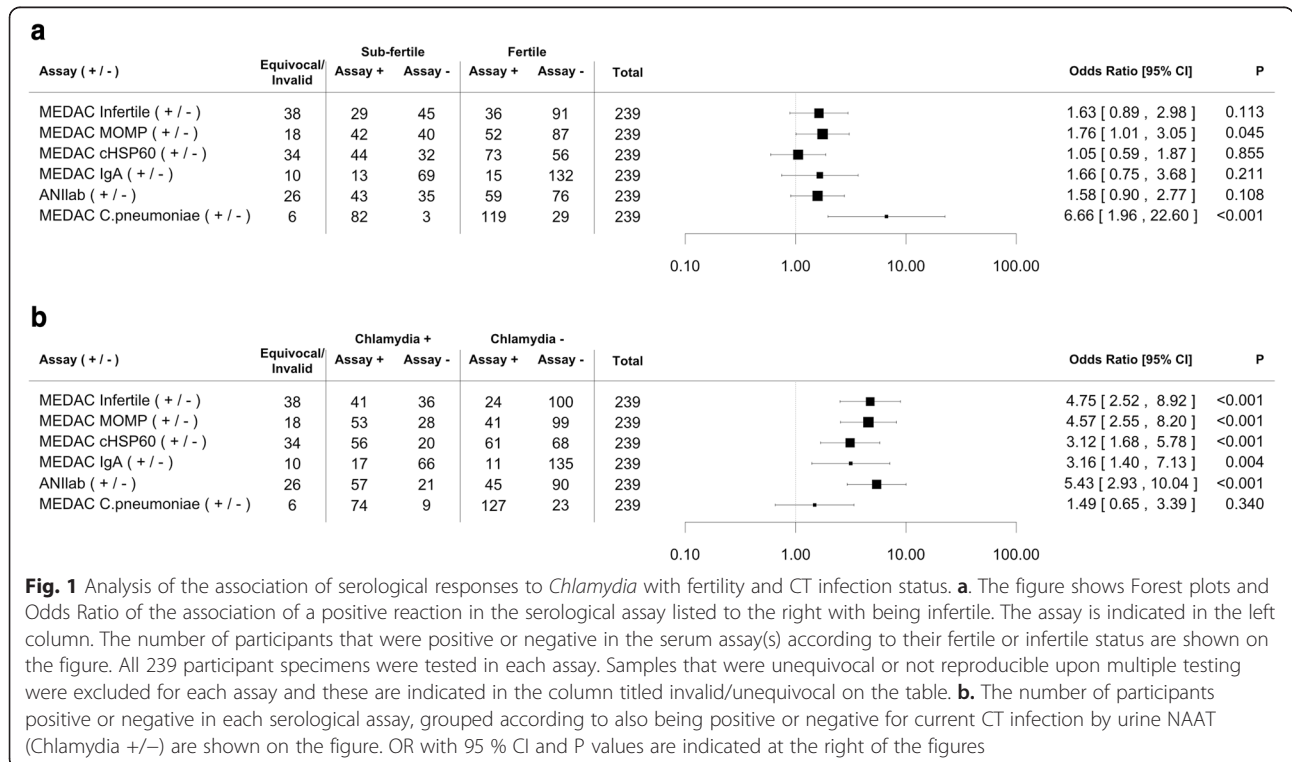 a
Sub-fertile Fertile
Assay ( + / - ) Equivocal/ Invalid Assay + Assay - Assay + Assay - Total Odds Ratio [95% CI] P
MEDAC Infertile ( + / - ) 38 29 45 36 91 239 1.63 [ 0.89 , 2.98 ] 0.113
MEDAC MOMP ( + / - ) 18 42 40 52 87 239 1.76 [ 1.01 , 3.05 ] 0.045
MEDAC cHSP60 ( + / - ) 34 44 32 73 56 239 1.05 [ 0.59 , 1.87 ] 0.855
MEDAC IgA ( + / - ) 10 13 69 15 132 239 1.66 [ 0.75 , 3.68 ] 0.211
ANIlab ( + / - ) 26 43 35 59 76 239 1.58 [ 0.90 , 2.77 ] 0.108
MEDAC C.pneumoniae ( + / - ) 6 82 3 119 29 239 6.66 [ 1.96 , 22.60 ] <0.001
0.10 1.00 10.00 100.00
b
Chlamydia + Chlamydia -
Assay ( + / - ) Equivocal/ Invalid Assay + Assay - Assay + Assay - Total Odds Ratio [95% CI] P
MEDAC Infertile ( + / - ) 38 41 36 24 100 239 4.75 [ 2.52 , 8.92 ] <0.001
MEDAC MOMP ( + / - ) 18 53 28 41 99 239 4.57 [ 2.55 , 8.20 ] <0.001
MEDAC cHSP60 ( + / - ) 34 56 20 61 68 239 3.12 [ 1.68 , 5.78 ] <0.001
MEDAC IgA ( + / - ) 10 17 66 11 135 239 3.16 [ 1.40 , 7.13 ] 0.004
ANIlab ( + / - ) 26 57 21 45 90 239 5.43 [ 2.93 , 10.04 ] <0.001
MEDAC C.pneumoniae ( + / - ) 6 74 9 127 23 239 1.49 [ 0.65 , 3.39 ] 0.340
0.10 1.00 10.00 100.00
Fig. 1 Analysis of the association of serological responses to Chlamydia with fertility and CT infection status. a. The figure shows Forest plots and
Odds Ratio of the association of a positive reaction in the serological assay listed to the right with being infertile. The assay is indicated in the left
column. The number of participants that were positive or negative in the serum assay(s) according to their fertile or infertile status are shown on
the figure. All 239 participant specimens were tested in each assay. Samples that were unequivocal or not reproducible upon multiple testing
were excluded for each assay and these are indicated in the column titled invalid/unequivocal on the table. b. The number of participants
positive or negative in each serological assay, grouped according to also being positive or negative for current CT infection by urine NAAT
(Chlamydia +/−) are shown on the figure. OR with 95 % CI and P values are indicated at the right of the figures